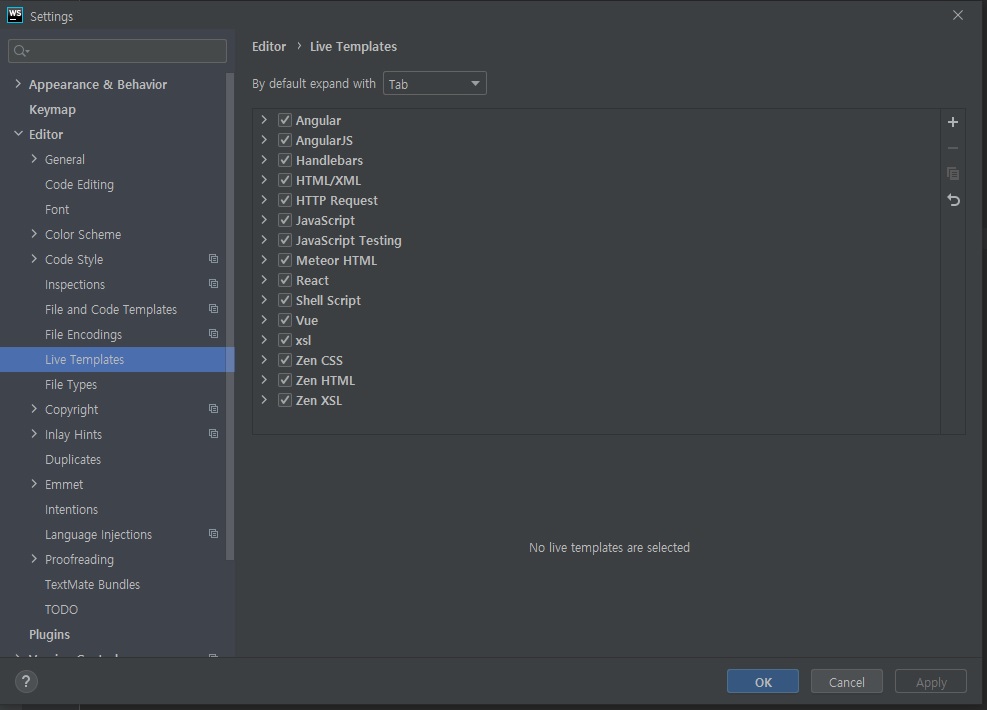 WS Settings
Editor › Live Templates
By default expand with Tab
Appearance & Behavior
Keymap
Editor
General
Code Editing
Font
Color Scheme
Code Style
Inspections
File and Code Templates
File Encodings
Live Templates
File Types
Copyright
Inlay Hints
Duplicates
Emmet
Intentions
Language Injections
Proofreading
TextMate Bundles
TODO
Plugins
Angular
AngularJS
Handlebars
HTML/XML
HTTP Request
JavaScript
JavaScript Testing
Meteor HTML
React
Shell Script
Vue
xsl
Zen CSS
Zen HTML
Zen XSL
No live templates are selected
?
OK
Cancel
Apply